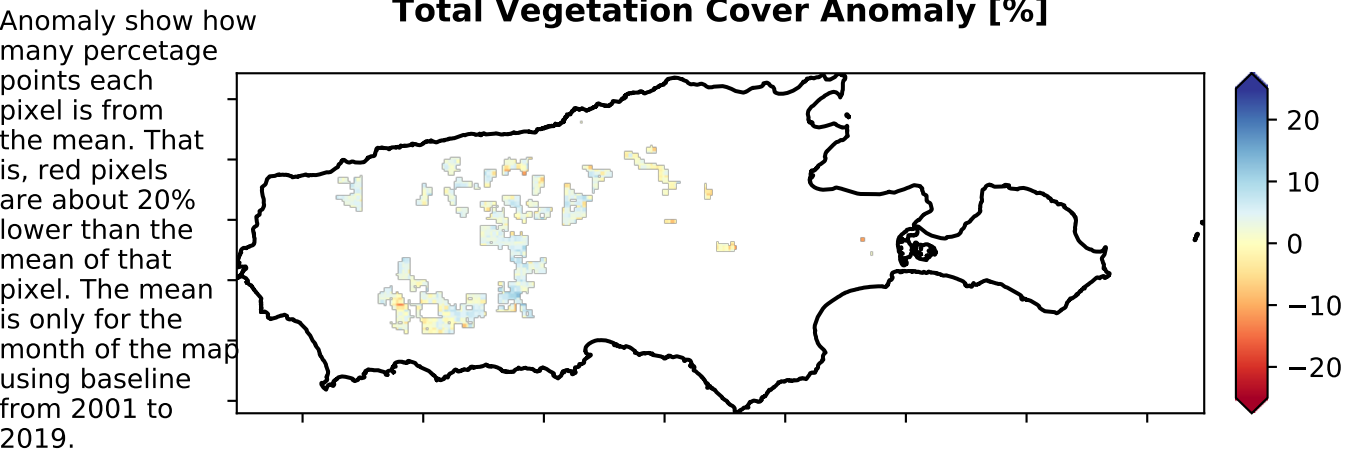 Total Vegetation Cover Anomaly [%]
Anomaly show how
many percetage
points each
pixel is from
the mean. That
is, red pixels
are about 20%
lower than the
mean of that
pixel. The mean
is only for the
month of the map
using baseline
from 2001 to
2019.
20
10
0
−10
−20